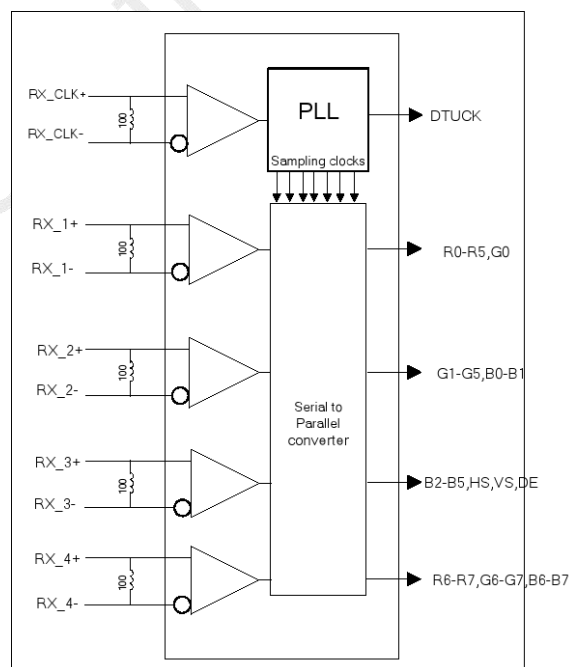 RX_CLK+
100
RX_CLK-
PLL
Sampling clocks
DTUCK
RX_1+
100
RX_1-
R0-R5,G0
RX_2+
100
RX_2-
G1-G5,B0-B1
Serial to
Parallel
converter
RX_3+
100
RX_3-
B2-B5,HS,VS,DE
RX_4+
100
RX_4-
R6-R7,G6-G7,B6-B7